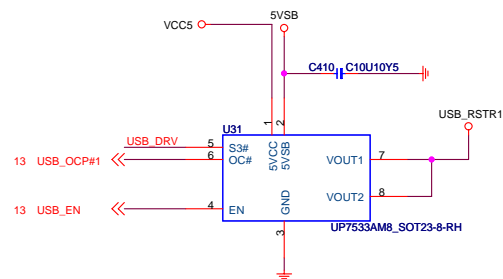 5VSB
VCC5
C410 C10U10Y5
USB_RSTR1
1 2
U31
USB_DRV 5 S3# 5VCC 5VSB VOUT1 7
13 USB_OCP#1 6 OC#
13 USB_EN 4 EN GND VOUT2 8
3 UP7533AM8_SOT23-8-RH